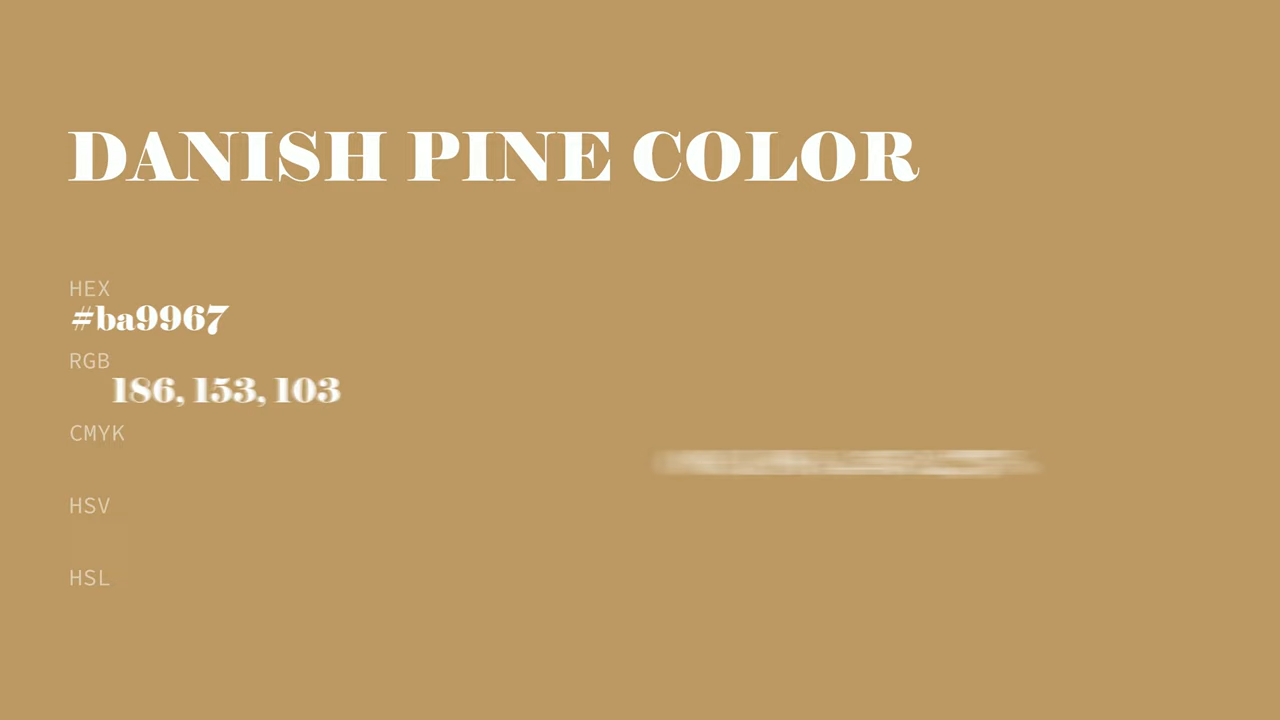 DANISH PINE COLOR
HEX
#ba9967
RGB
186, 153, 103
CMYK
HSV
HSL